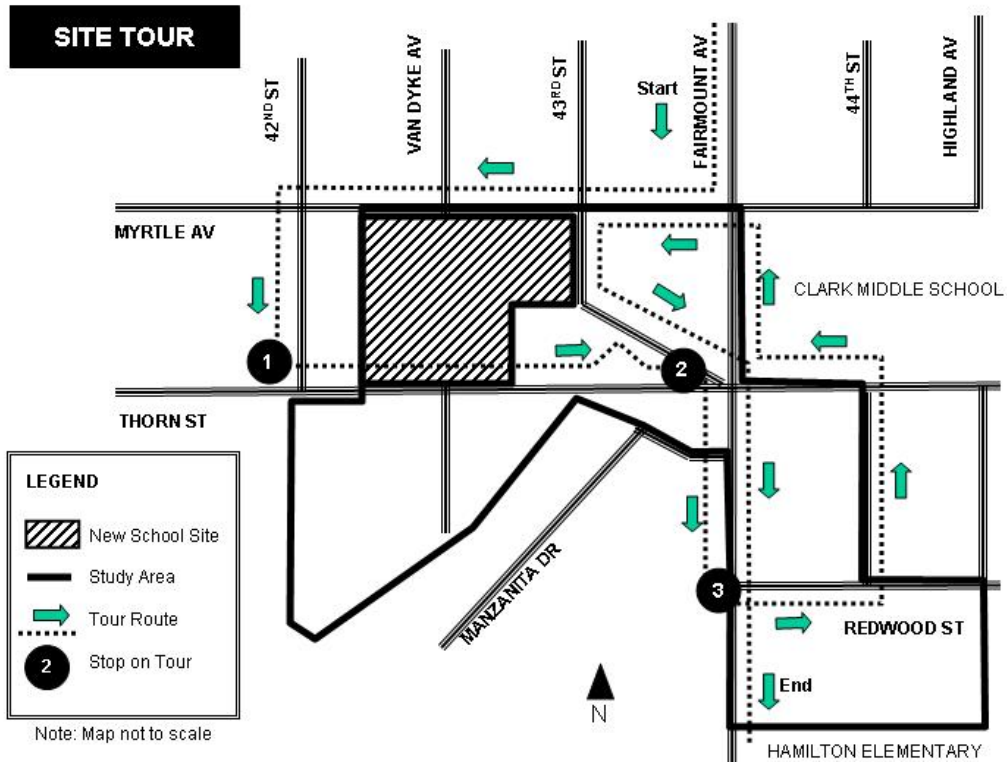 SITE TOUR
42ND ST
VAN DYKE AV
43RD ST
Start
FAIRMOUNT AV
44TH ST
HIGHLAND AV
MYRTLE AV
CLARK MIDDLE SCHOOL
1
2
THORN ST
LEGEND
New School Site
Study Area
Tour Route
2
Stop on Tour
MANZANITA DR
3
REDWOOD ST
End
N
Note: Map not to scale
HAMILTON ELEMENTARY